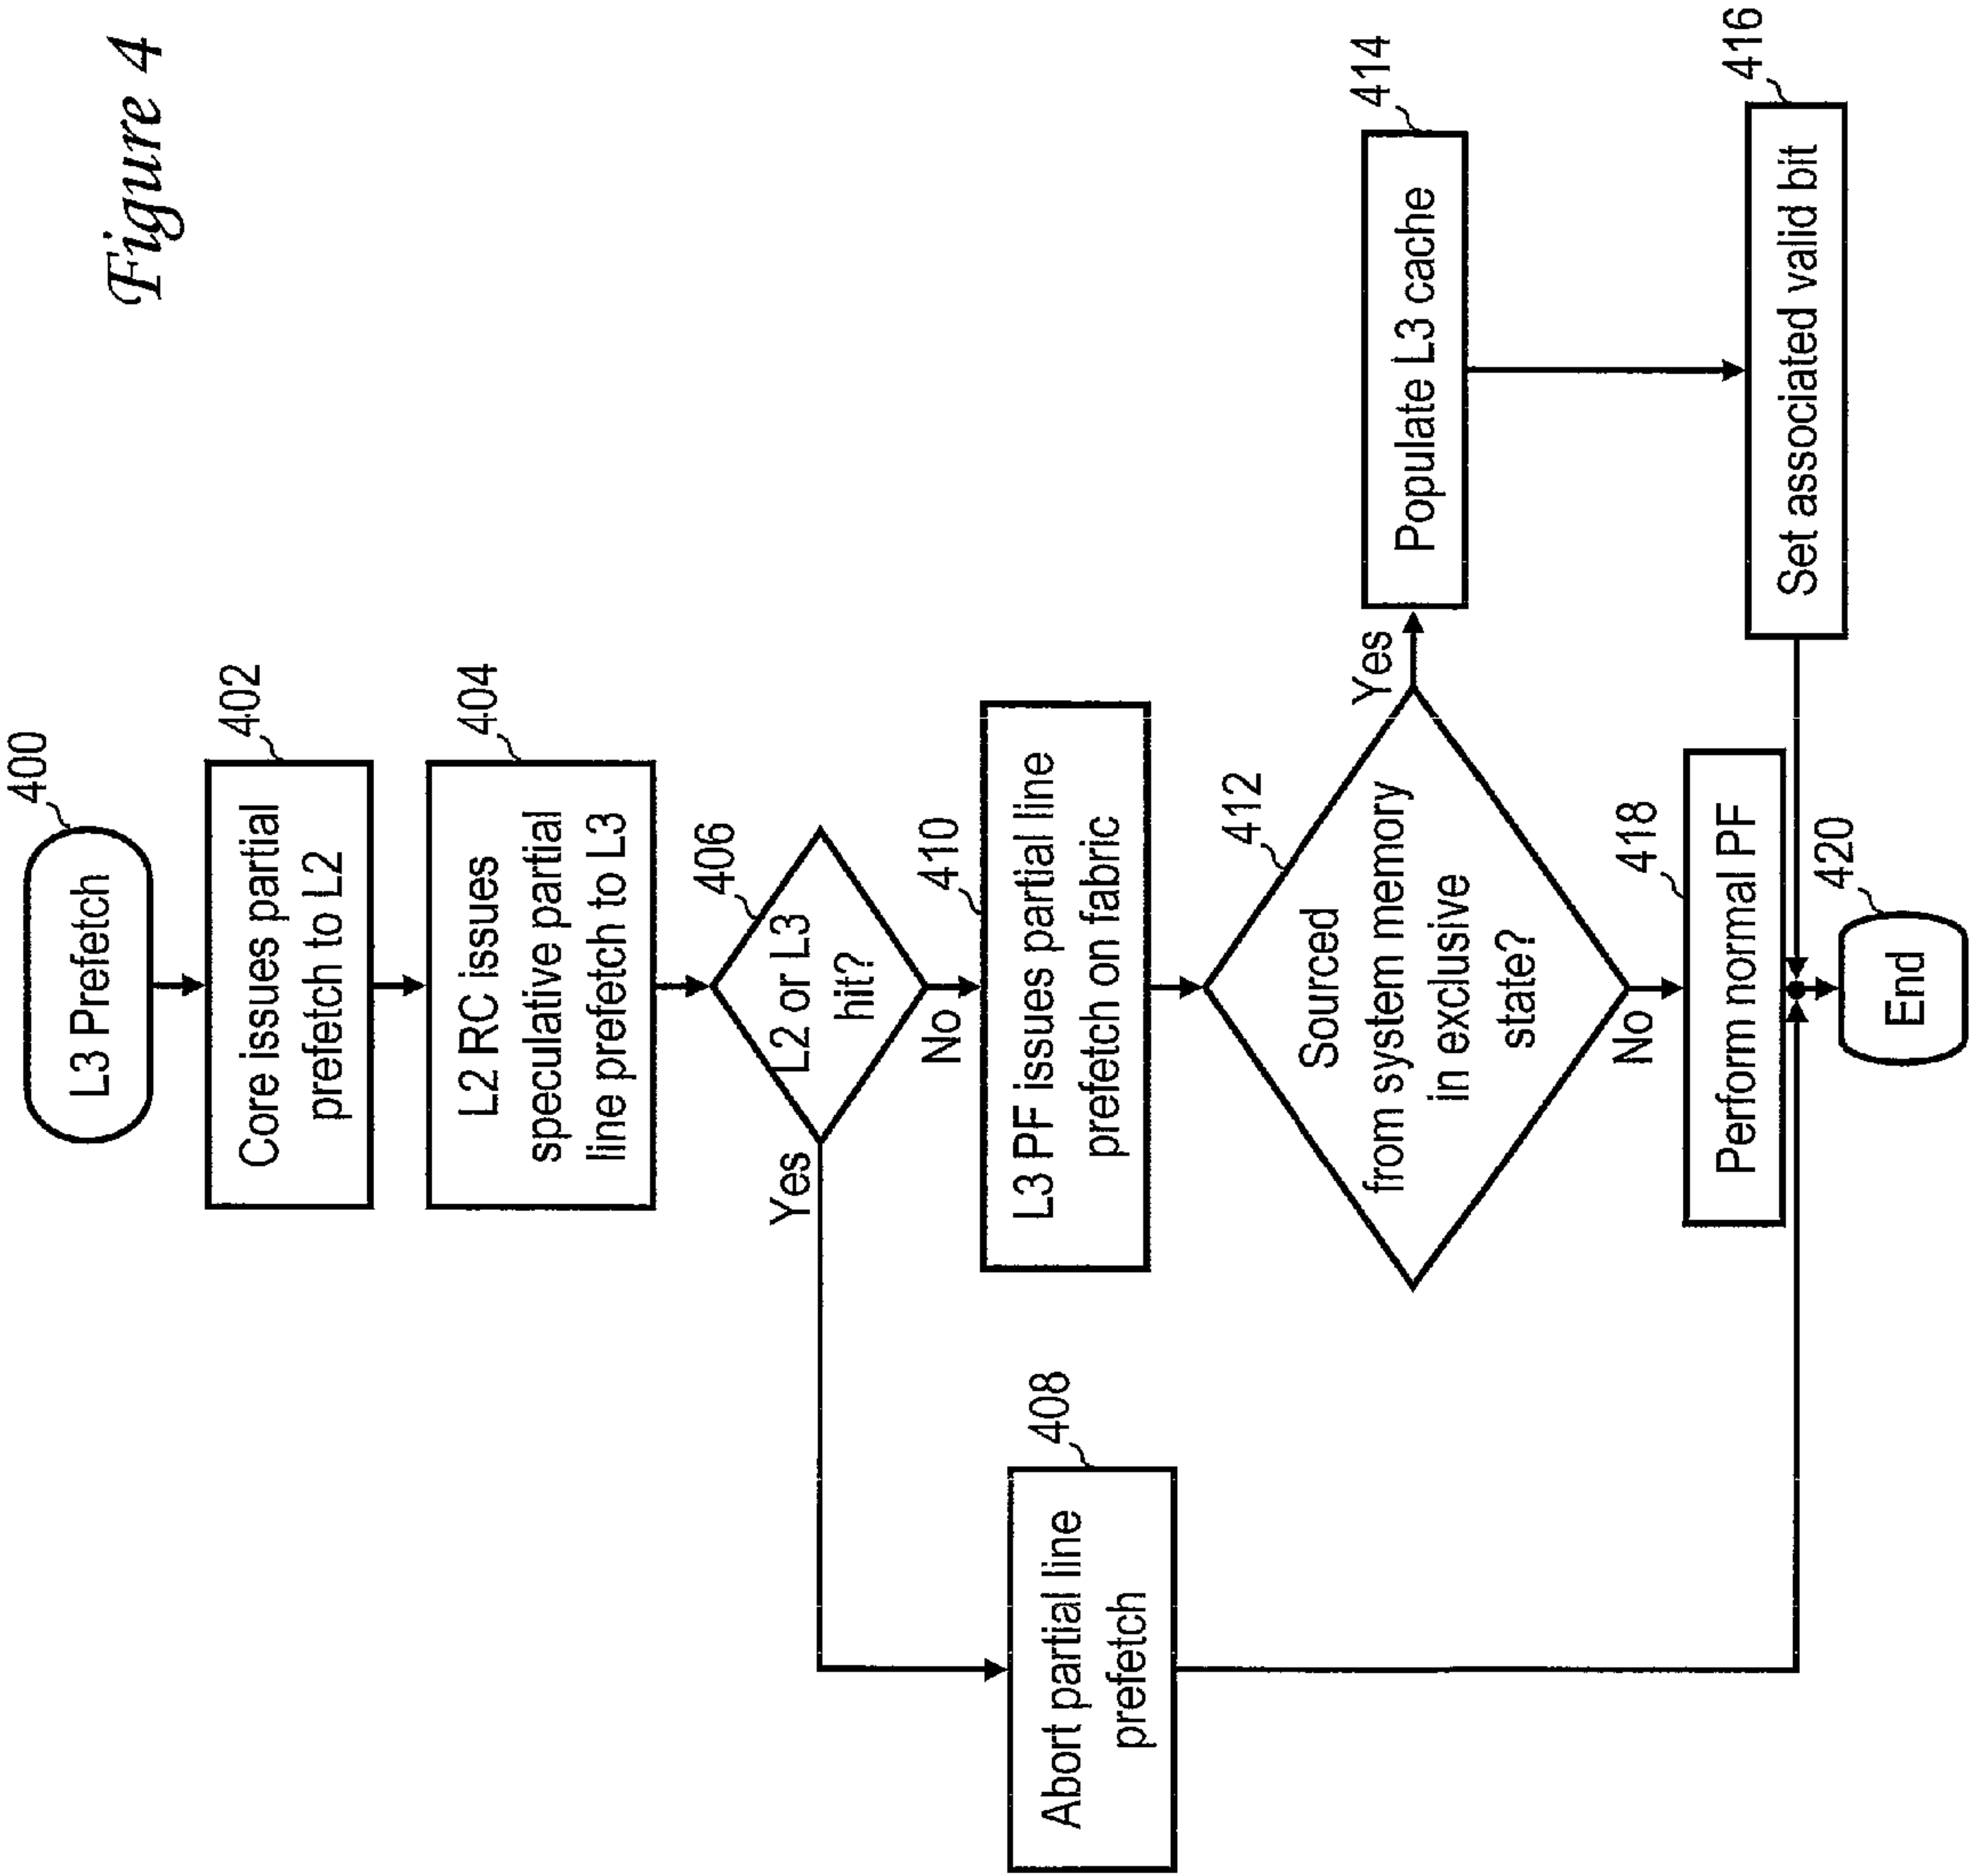 Figure 4
400
L3 Prefetch
402
Core issues partial
prefetch to L2
404
L2 RC issues
speculative partial
line prefetch to L3
406
L2 or L3
hit?
Yes
No
408
Abort partial line
prefetch
410
L3 PF issues partial line
prefetch on fabric
412
Sourced
from system memory
in exclusive
state?
Yes
No
414
Populate L3 cache
416
Set associated valid bit
418
Perform normal PF
420
End